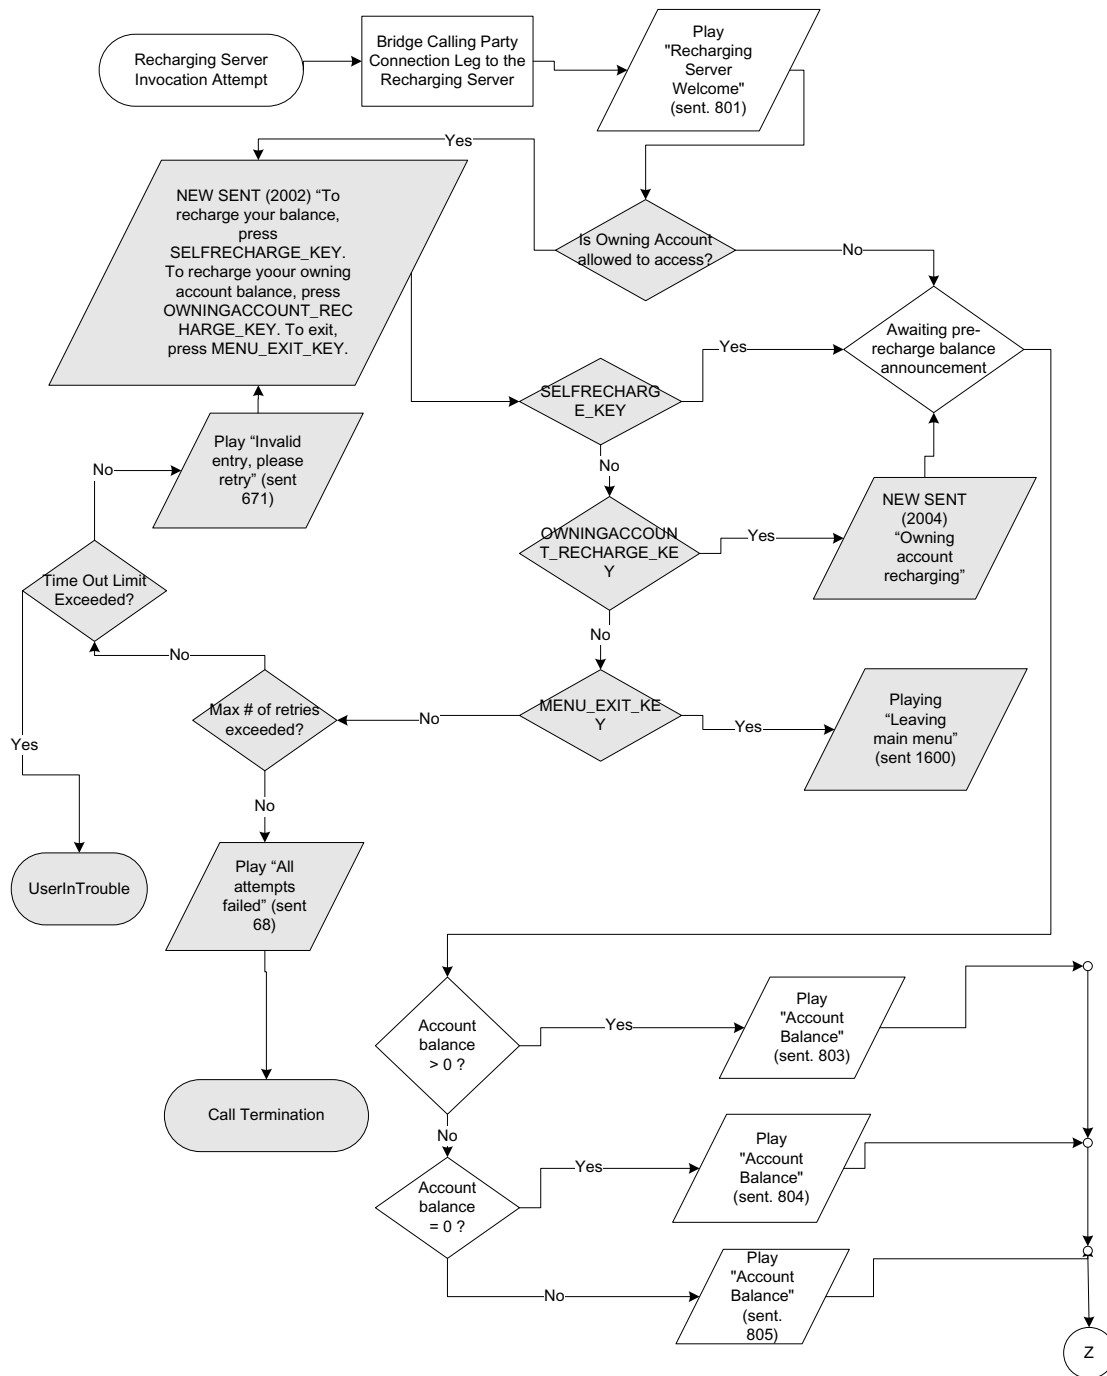 Recharging Server
Invocation Attempt
Bridge Calling Party
Connection Leg to the
Recharging Server
Play
"Recharging
Server
Welcome"
(sent. 801)
Yes
NEW SENT (2002) “To
recharge your balance,
press
SELFRECHARGE_KEY.
To recharge yoour owning
account balance, press
OWNINGACCOUNT_REC
HARGE_KEY. To exit,
press MENU_EXIT_KEY.
Is Owning Account
allowed to access?
No
Awaiting pre-
recharge balance
announcement
SELFRECHARG
E_KEY
Yes
No
Play “Invalid
entry, please
retry” (sent
671)
No
OWNINGACCOUN
T_RECHARGE_KE
Y
Yes
NEW SENT
(2004)
“Owning
account
recharging”
Time Out Limit
Exceeded?
No
No
Max # of retries
exceeded?
No
MENU_EXIT_KE
Y
Yes
Playing
“Leaving
main menu”
(sent 1600)
Yes
No
UserInTrouble
Play “All
attempts
failed” (sent
68)
Call Termination
Account
balance
> 0 ?
Yes
Play
"Account
Balance"
(sent. 803)
No
Account
balance
= 0 ?
Yes
Play
"Account
Balance"
(sent. 804)
No
Play
"Account
Balance"
(sent.
805)
Z